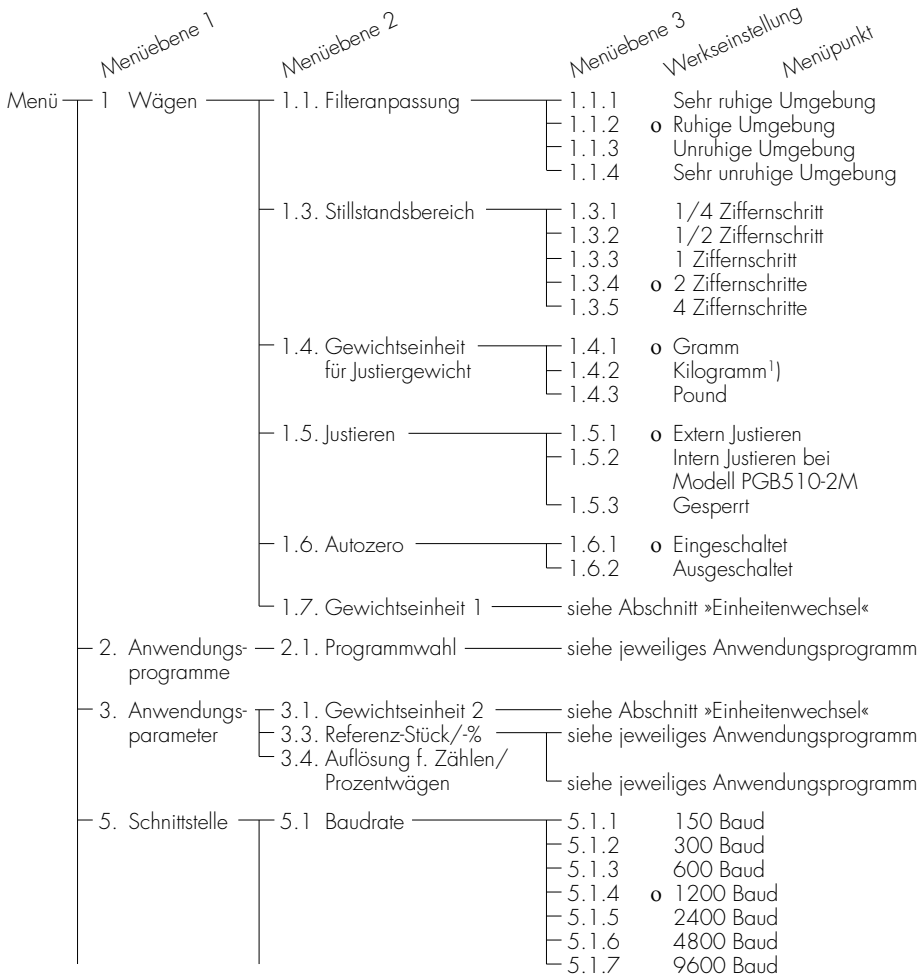 Menüebene 1 Menüebene 2 Menüebene 3 Werkseinstellung Menüpunkt
Menü 1 Wägen 1.1. Filteranpassung 1.1.1 Sehr ruhige Umgebung
1.1.2 o Ruhige Umgebung
1.1.3 Unruhige Umgebung
1.1.4 Sehr unruhige Umgebung
1.3. Stillstandsbereich 1.3.1 1/4 Ziffernschritt
1.3.2 1/2 Ziffernschritt
1.3.3 1 Ziffernschritt
1.3.4 o 2 Ziffernschritte
1.3.5 4 Ziffernschritte
1.4. Gewichtseinheit 1.4.1 o Gramm
für Justiergewicht 1.4.2 Kilogramm1)
1.4.3 Pound
1.5. Justieren 1.5.1 o Extern Justieren
1.5.2 Intern Justieren bei
Modell PGB510-2M
1.5.3 Gesperrt
1.6. Autozero 1.6.1 o Eingeschaltet
1.6.2 Ausgeschaltet
1.7. Gewichtseinheit 1 siehe Abschnitt »Einheitenwechsel«
2. Anwendungs- 2.1. Programmwahl siehe jeweiliges Anwendungsprogramm
programme
3. Anwendungs- 3.1. Gewichtseinheit 2 siehe Abschnitt »Einheitenwechsel«
parameter 3.3. Referenz-Stück/-% siehe jeweiliges Anwendungsprogramm
3.4. Auflösung f. Zählen/
Prozentwägen siehe jeweiliges Anwendungsprogramm
5. Schnittstelle 5.1 Baudrate 5.1.1 150 Baud
5.1.2 300 Baud
5.1.3 600 Baud
5.1.4 o 1200 Baud
5.1.5 2400 Baud
5.1.6 4800 Baud
5.1.7 9600 Baud